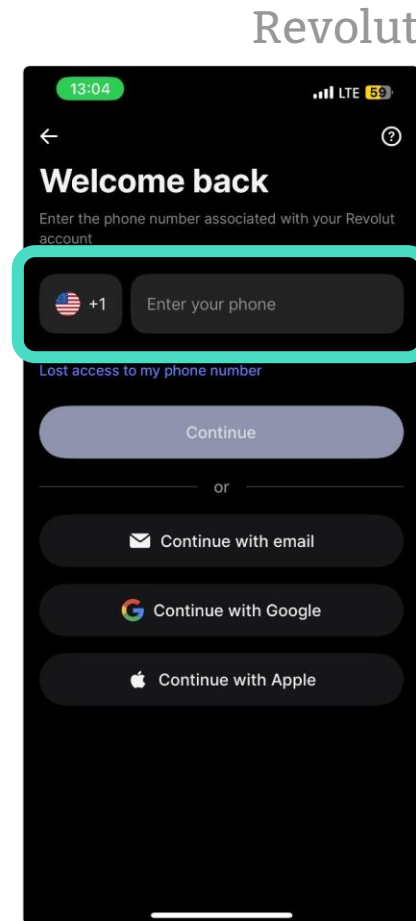 Revolut
13:04
LTE 59
Welcome back
Enter the phone number associated with your Revolut
account
+1 Enter your phone
Lost access to my phone number
Continue
or
Continue with email
Continue with Google
Continue with Apple